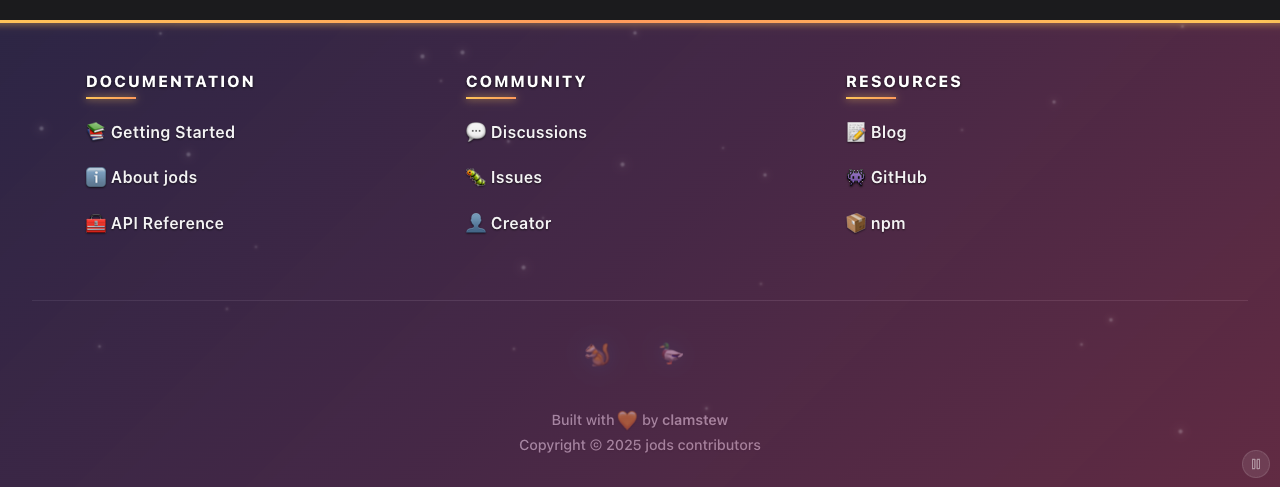 DOCUMENTATION
📚 Getting Started
ℹ️ About jods
🧰 API Reference
COMMUNITY
💬 Discussions
🐛 Issues
👤 Creator
RESOURCES
📝 Blog
👾 GitHub
📦 npm
🐿️ 🦆
Built with 🤎 by clamstew
Copyright © 2025 jods contributors